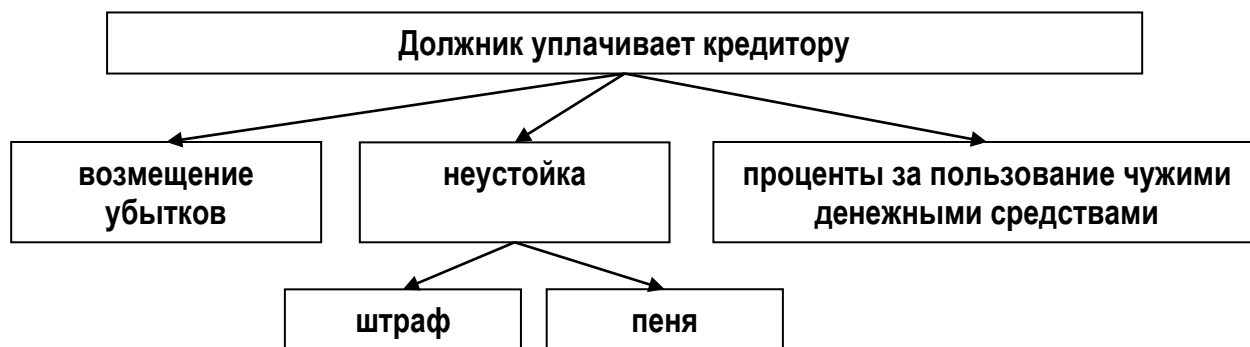 Должник уплачивает кредитору
возмещение
убытков
неустойка
проценты за пользование чужими
денежными средствами
штраф
пеня